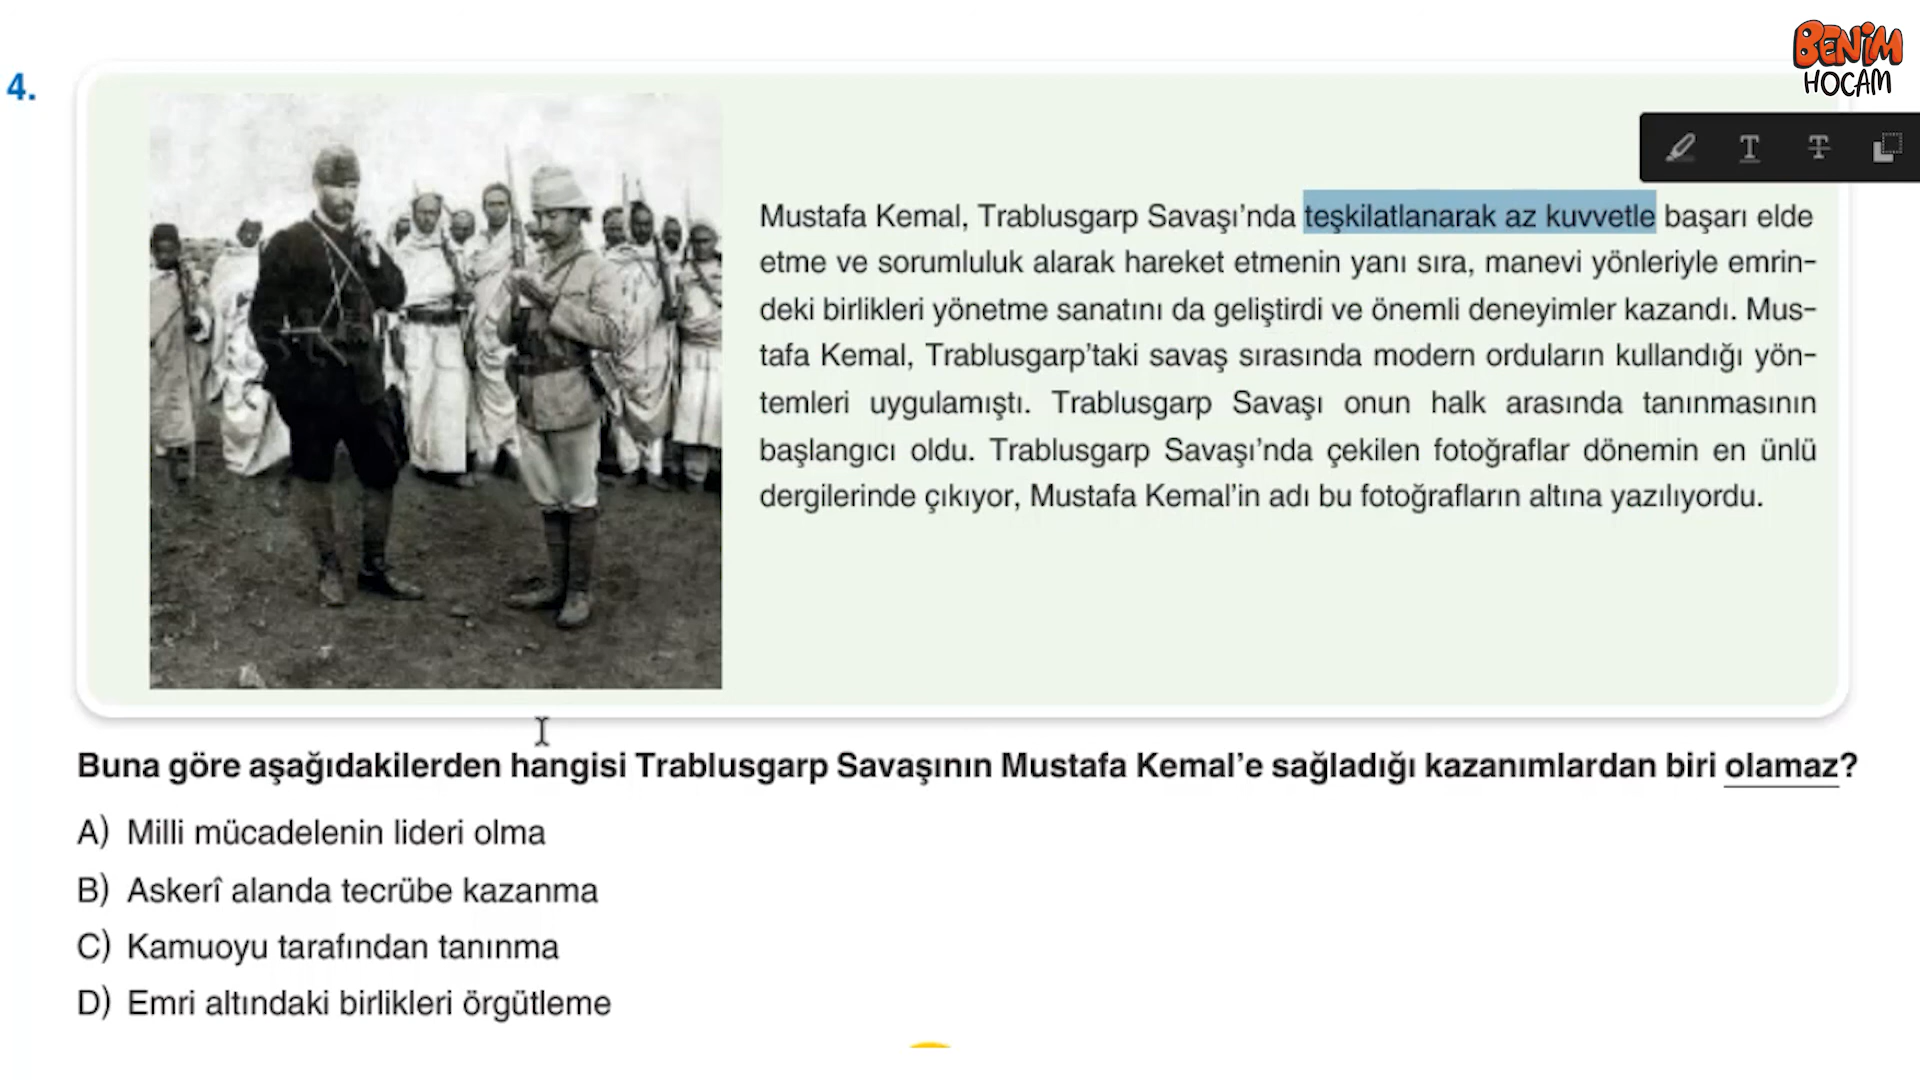 BENİM
HOCAM
4.
Mustafa Kemal, Trablusgarp Savaşı’nda teşkilatlanarak az kuvvetle başarı elde
etme ve sorumluluk alarak hareket etmenin yanı sıra, manevi yönleriyle emrin-
deki birlikleri yönetme sanatını da geliştirdi ve önemli deneyimler kazandı. Mus-
tafa Kemal, Trablusgarp’taki savaş sırasında modern orduların kullandığı yön-
temleri uygulamıştı. Trablusgarp Savaşı onun halk arasında tanınmasının
başlangıcı oldu. Trablusgarp Savaşı’nda çekilen fotoğraflar dönemin en ünlü
dergilerinde çıkıyor, Mustafa Kemal’in adı bu fotoğrafların altına yazılıyordu.
Buna göre aşağıdakilerden hangisi Trablusgarp Savaşının Mustafa Kemal’e sağladığı kazanımlardan biri olamaz?
A) Milli mücadelenin lideri olma
B) Askerî alanda tecrübe kazanma
C) Kamuoyu tarafından tanınma
D) Emri altındaki birlikleri örgütleme